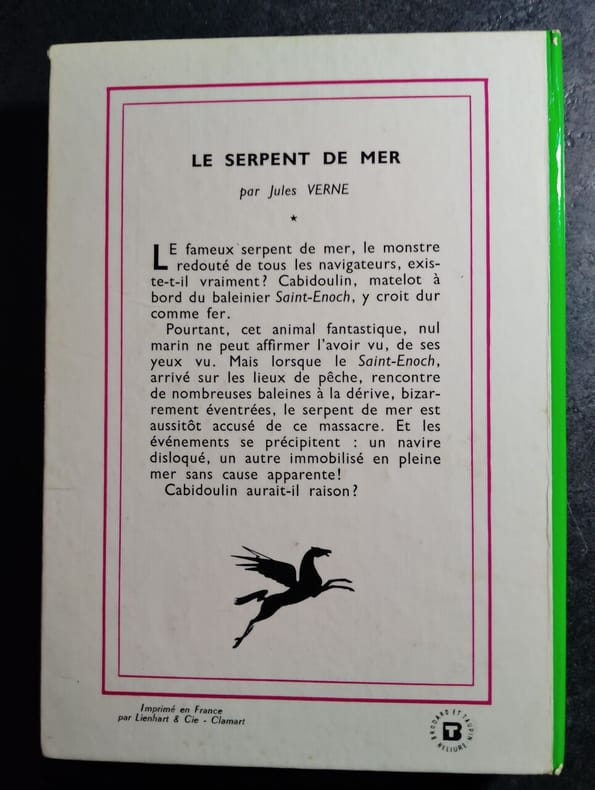 LE SERPENT DE MER
par Jules VERNE
★
LE fameux serpent de mer, le monstre
redouté de tous les navigateurs, exis-
te-t-il vraiment? Cabidoulin, matelot à
bord du baleinier Saint-Enoch, y croit dur
comme fer.
Pourtant, cet animal fantastique, nul
marin ne peut affirmer l'avoir vu, de ses
yeux vu. Mais lorsque le Saint-Enoch,
arrivé sur les lieux de pêche, rencontre
de nombreuses baleines à la dérive, bizar-
rement éventrées, le serpent de mer est
aussitôt accusé de ce massacre. Et les
événements se précipitent : un navire
disloqué, un autre immobilisé en pleine
mer sans cause apparente!
Cabidoulin aurait-il raison?
Imprimé en France
par Lienhart & Cie - Clamart
BRODARD ET TAUPIN
RELIURE